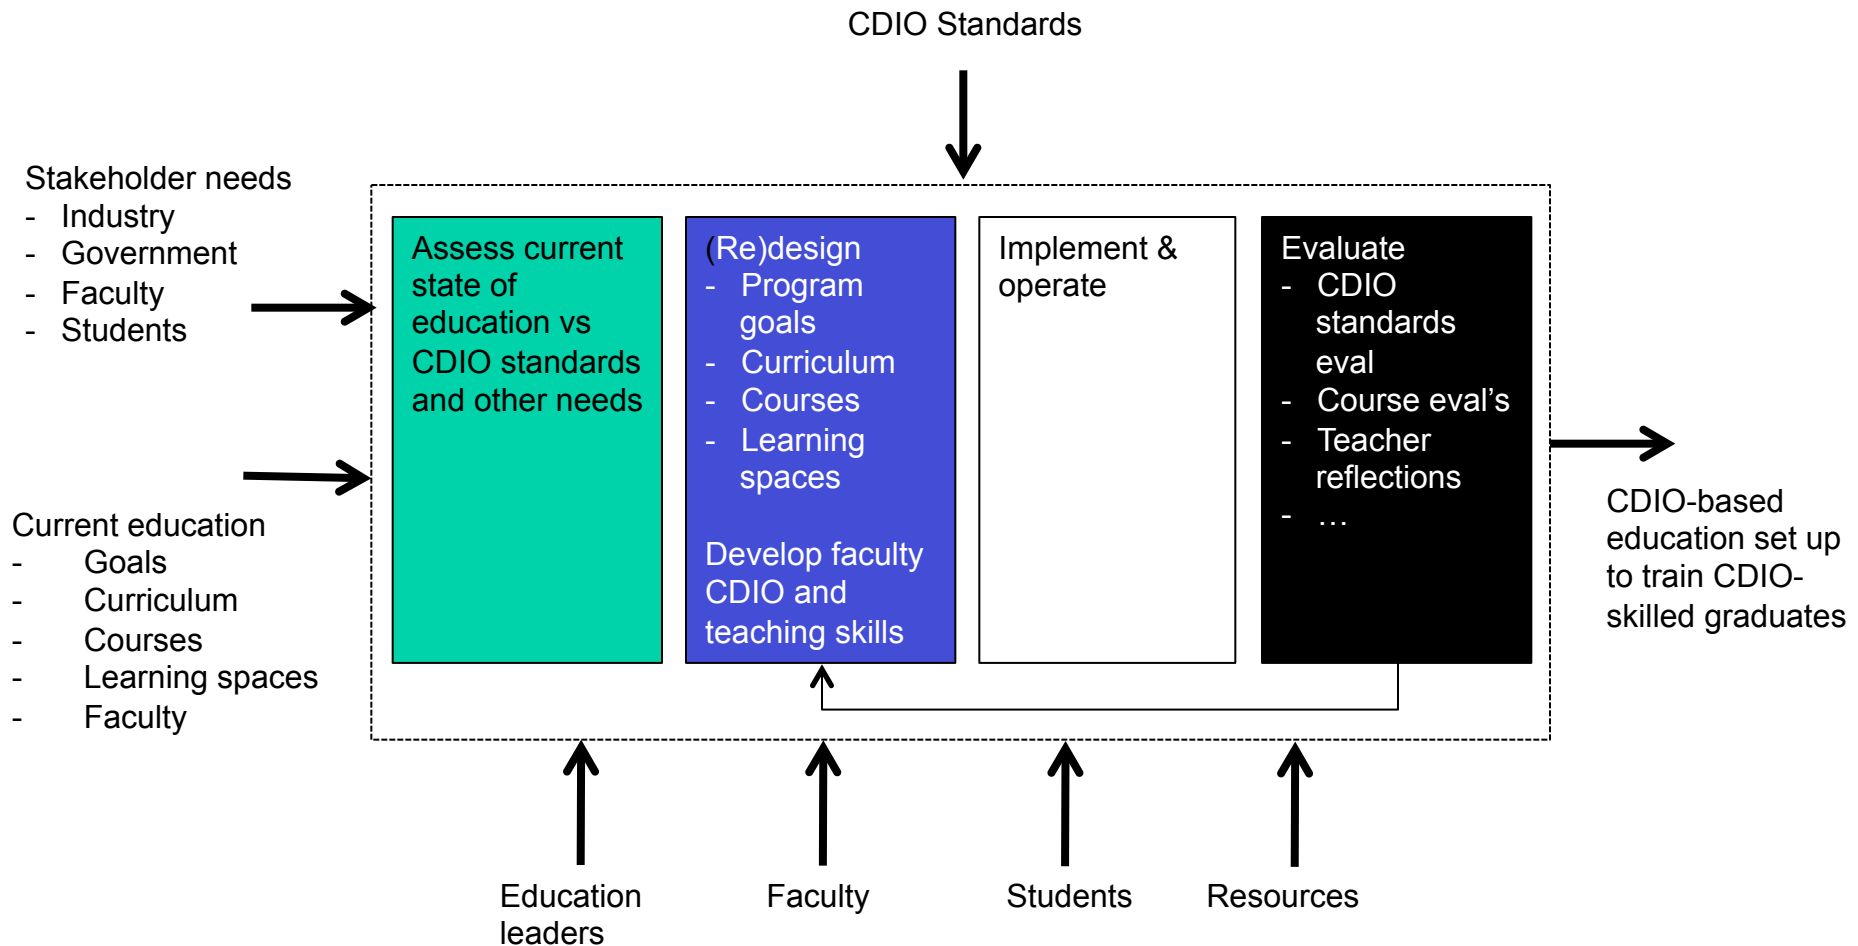 CDIO Standards
Stakeholder needs
- Industry
- Government
- Faculty
- Students
Current education
- Goals
- Curriculum
- Courses
- Learning spaces
- Faculty
Assess current
state of
education vs
CDIO standards
and other needs
(Re)design
- Program
goals
- Curriculum
- Courses
- Learning
spaces
Develop faculty
CDIO and
teaching skills
Implement &
operate
Evaluate
- CDIO
standards
eval
- Course eval's
- Teacher
reflections
- …
CDIO-based
education set up
to train CDIO-
skilled graduates
Education
leaders
Faculty
Students
Resources